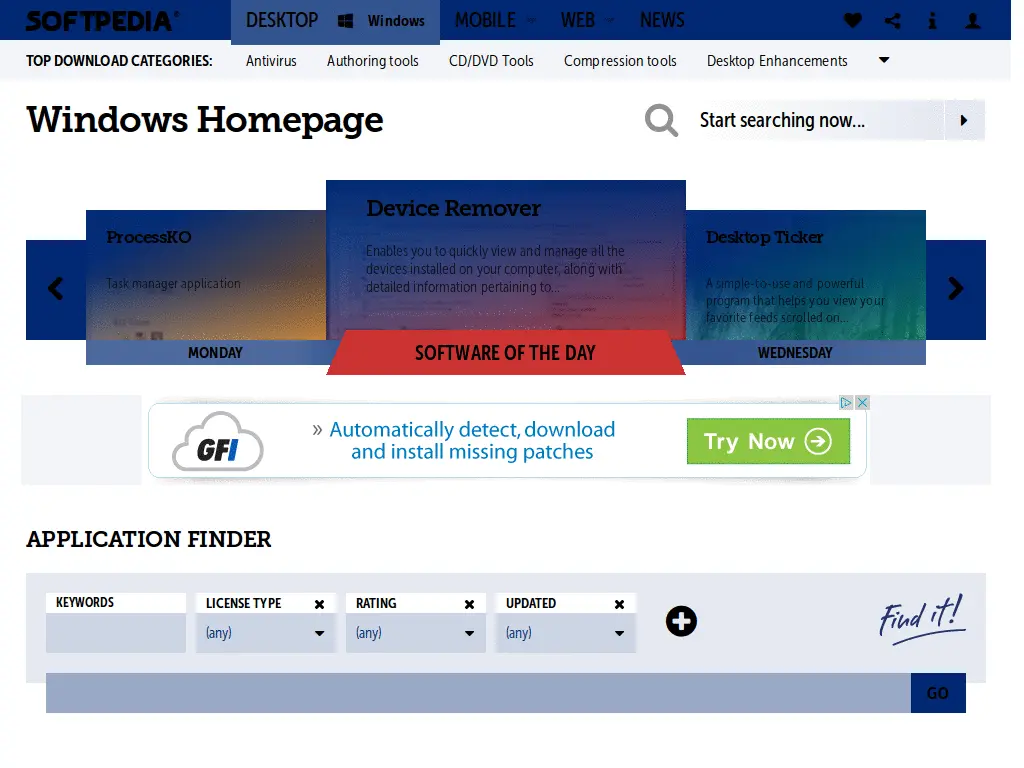 SOFTPEDIA®
DESKTOP Windows MOBILE WEB NEWS
TOP DOWNLOAD CATEGORIES: Antivirus Authoring tools CD/DVD Tools Compression tools Desktop Enhancements
Windows Homepage
Start searching now...
ProcessKO
Task manager application
MONDAY
Device Remover
Enables you to quickly view and manage all the
devices installed on your computer, along with
detailed information pertaining to...
SOFTWARE OF THE DAY
Desktop Ticker
A simple-to-use and powerful
program that helps you view your
favorite feeds scrolled on...
WEDNESDAY
GFI
» Automatically detect, download
and install missing patches
Try Now
APPLICATION FINDER
KEYWORDS
LICENSE TYPE
(any)
RATING
(any)
UPDATED
(any)
Find it!
GO